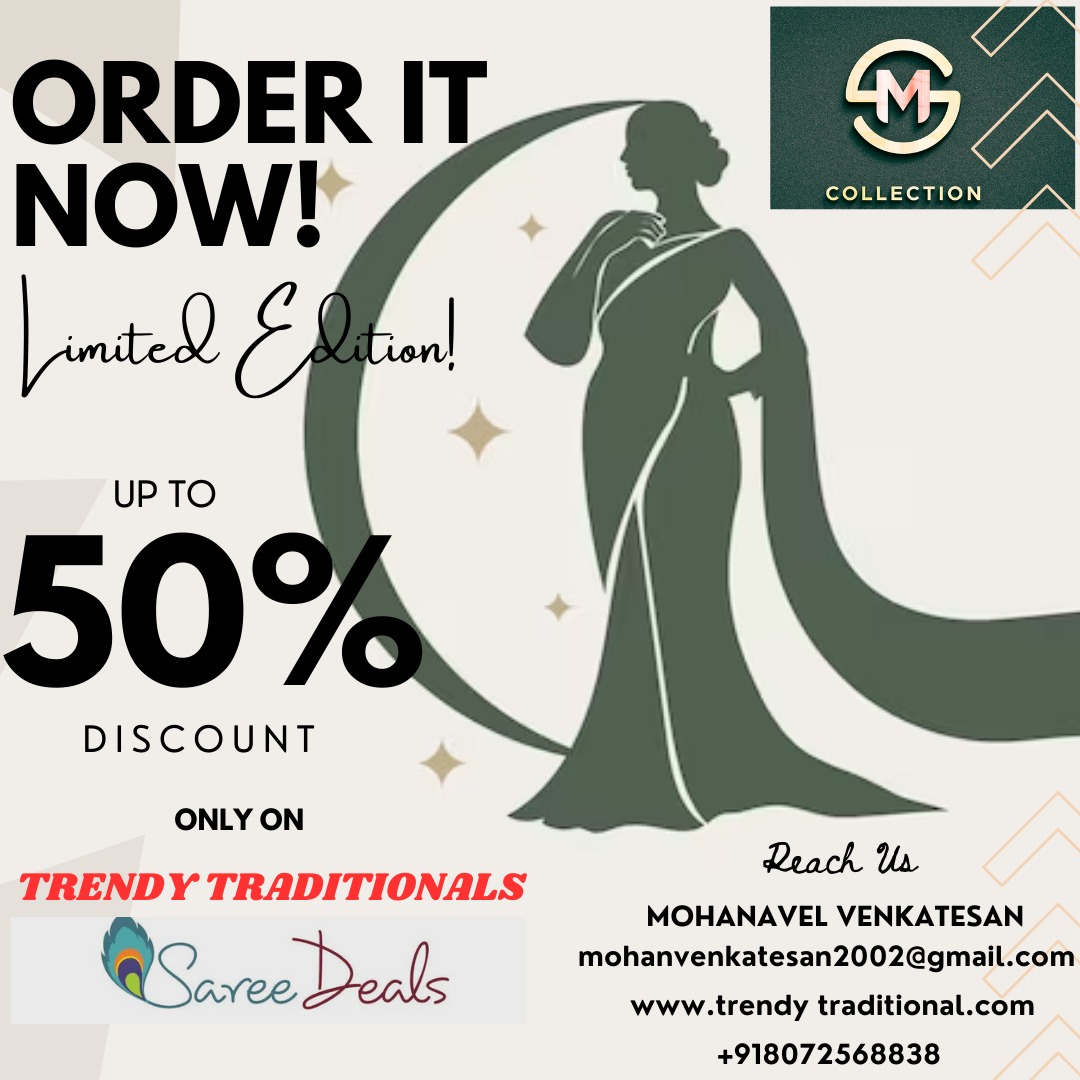 ORDER IT
NOW!
Limited Edition!
UP TO
50%
DISCOUNT
ONLY ON
TRENDY TRADITIONALS
Saree Deals
SM
COLLECTION
Reach Us
MOHANAVEL VENKATESAN
mohanvenkatesan2002@gmail.com
www.trendy traditional.com
+918072568838